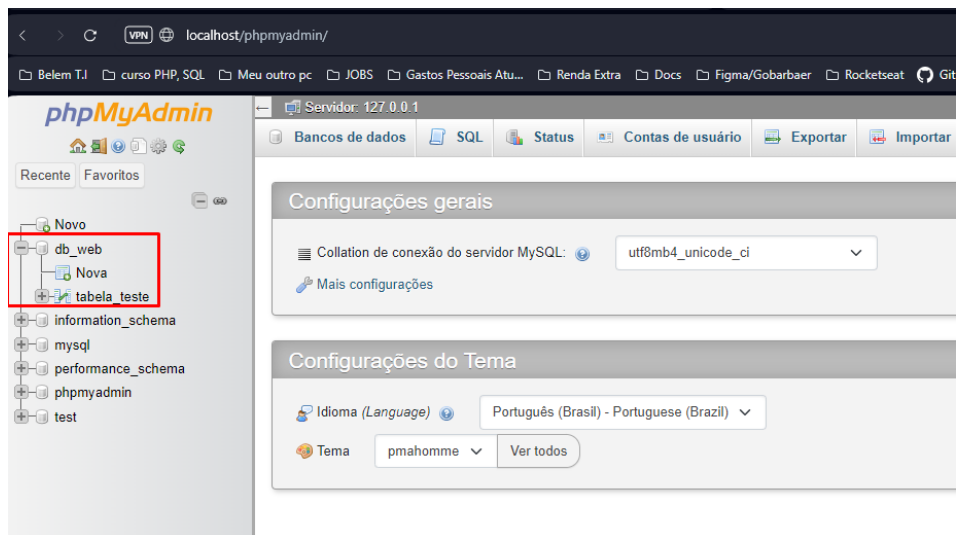 VPN localhost/phpmyadmin/
Belem T.I curso PHP, SQL Meu outro pc JOBS Gastos Pessoais Atu... Renda Extra Docs Figma/Gobarbaer Rocketseat Git
phpMyAdmin
Recente Favoritos
Novo
db_web
Nova
tabela_teste
information_schema
mysql
performance_schema
phpmyadmin
test
Servidor: 127.0.0.1
Bancos de dados SQL Status Contas de usuário Exportar Importar
Configurações gerais
Collation de conexão do servidor MySQL: utf8mb4_unicode_ci
Mais configurações
Configurações do Tema
Idioma (Language) Português (Brasil) - Portuguese (Brazil)
Tema pmahomme Ver todos